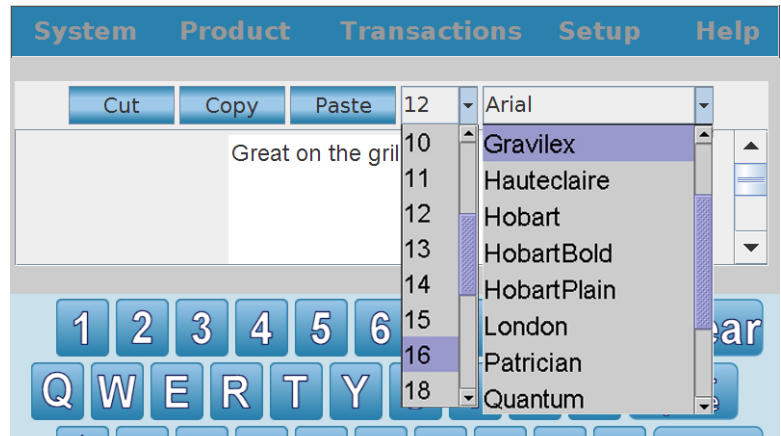 System Product Transactions Setup Help
Cut Copy Paste 12 Arial
Great on the gril
10 Gravilex
11 Hauteclaire
12 Hobart
13 HobartBold
14 HobartPlain
15 London
16 Patrician
18 Quantum
1 2 3 4 5 6 ear
Q W E R T Y